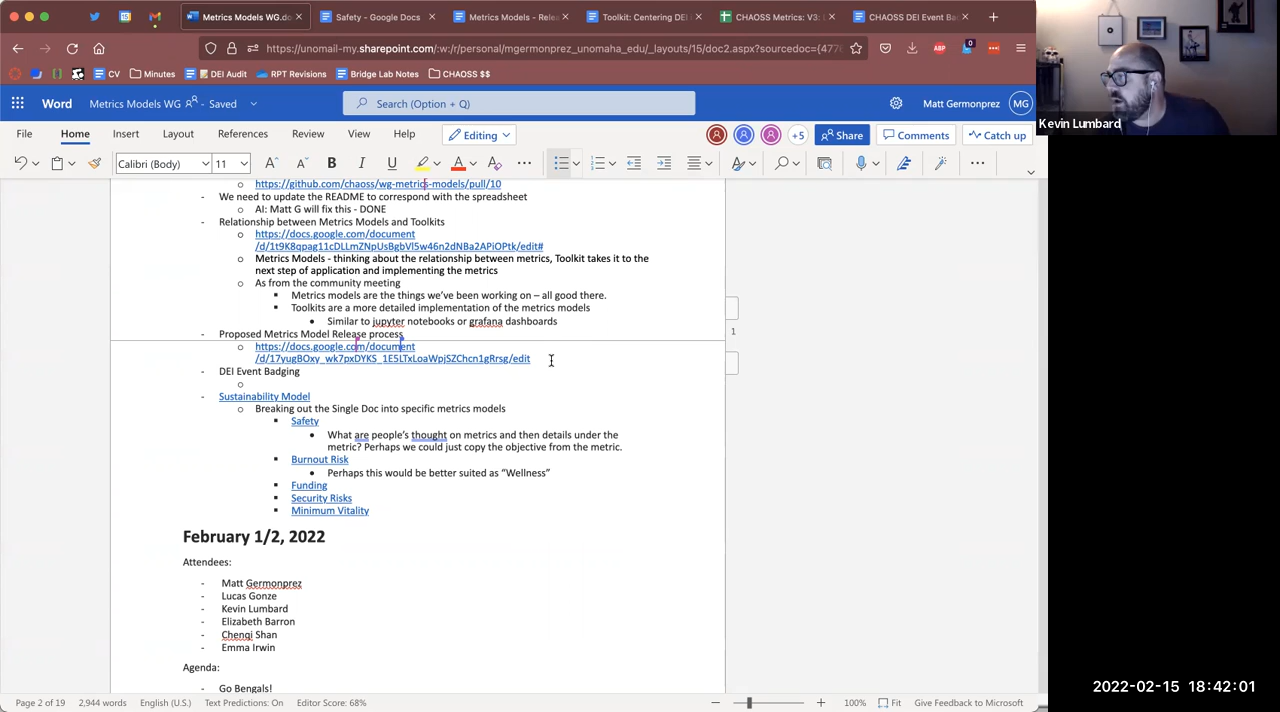 Metrics Models WG.do
Safety - Google Docs
Metrics Models - Rele
Toolkit: Centering DEI
CHAOSS Metrics: V3:
CHAOSS DEI Event Ba
https://unomail-my.sharepoint.com/:w:/r/personal/mgermonprez_unomaha_edu/_layouts/15/doc2.aspx?sourcedoc={477
ABP
0
CV
Minutes
DEI Audit
RPT Revisions
Bridge Lab Notes
CHAOSS $$
Word
Metrics Models WG - Saved
Search (Option + Q)
Matt Germonprez
MG
File
Home
Insert
Layout
References
Review
View
Help
Editing
+5
Share
Comments
Catch up
Calibri (Body)
11
https://github.com/chaoss/wg-metrics-models/pull/10
- We need to update the README to correspond with the spreadsheet
o AI: Matt G will fix this - DONE
- Relationship between Metrics Models and Toolkits
o https://docs.google.com/document
/d/1t9K8qpag11cDLLmZNpUsBgbVl5w46n2dNBa2APiOPtk/edit#
o Metrics Models - thinking about the relationship between metrics, Toolkit takes it to the
next step of application and implementing the metrics
o As from the community meeting
Metrics models are the things we've been working on – all good there.
Toolkits are a more detailed implementation of the metrics models
Similar to jupyter notebooks or grafana dashboards
- Proposed Metrics Model Release process
o https://docs.google.com/document
/d/17yugBOxy_wk7pxDYKS_1E5LTxLoaWpjSZChcn1gRrsg/edit
- DEI Event Badging
o
- Sustainability Model
o Breaking out the Single Doc into specific metrics models
Safety
What are people's thought on metrics and then details under the
metric? Perhaps we could just copy the objective from the metric.
Burnout Risk
Perhaps this would be better suited as “Wellness”
Funding
Security Risks
Minimum Vitality
February 1/2, 2022
Attendees:
- Matt Germonprez
- Lucas Gonze
- Kevin Lumbard
- Elizabeth Barron
- Chenqi Shan
- Emma Irwin
Agenda:
- Go Bengals!
1
Page 2 of 19
2,944 words
English (U.S.)
Text Predictions: On
Editor Score: 68%
100%
Fit
Give Feedback to Microsoft
Kevin Lumbard
2022-02-15 18:42:01